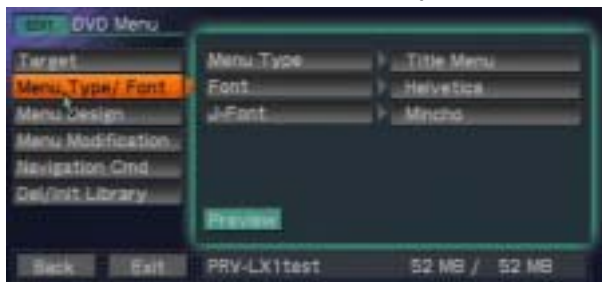 EDIT DVD Menu
Target
Menu Type/ Font
Menu Design
Menu Modification
Navigation Cmd
Del/Init Library
Menu Type Title Menu
Font Helvetica
J-Font Mincho
Preview
Back Exit PRV-LX1test 52 MB / 52 MB